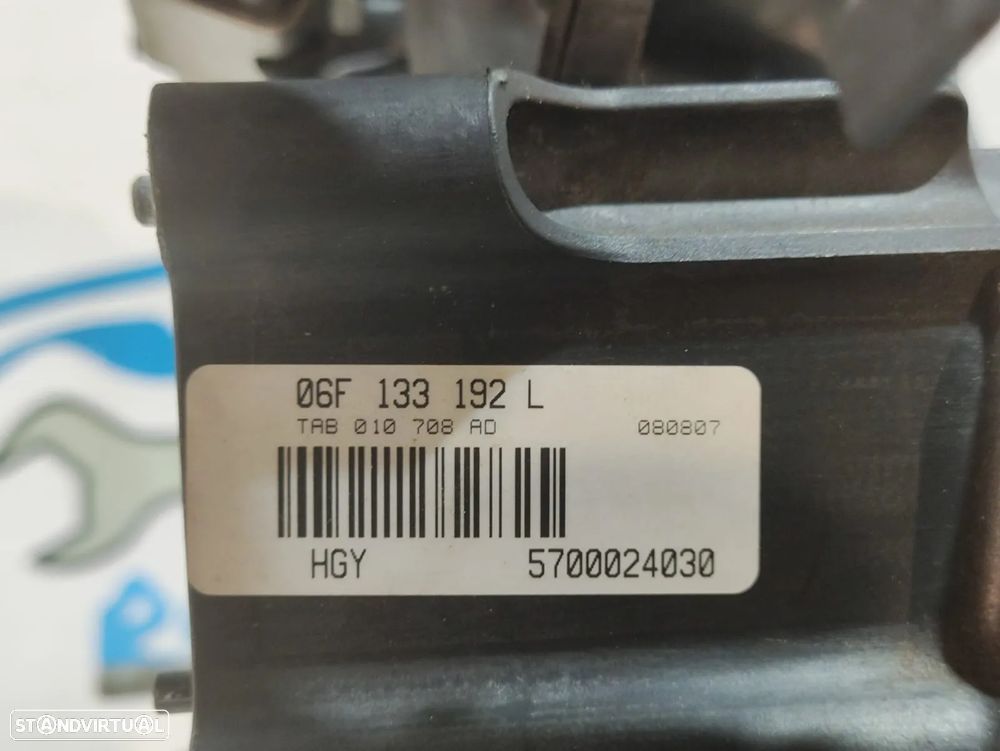 06F 133 192 L
TAB 010 708 AD 080807
HGY 5700024030
STANDVIRTUAL